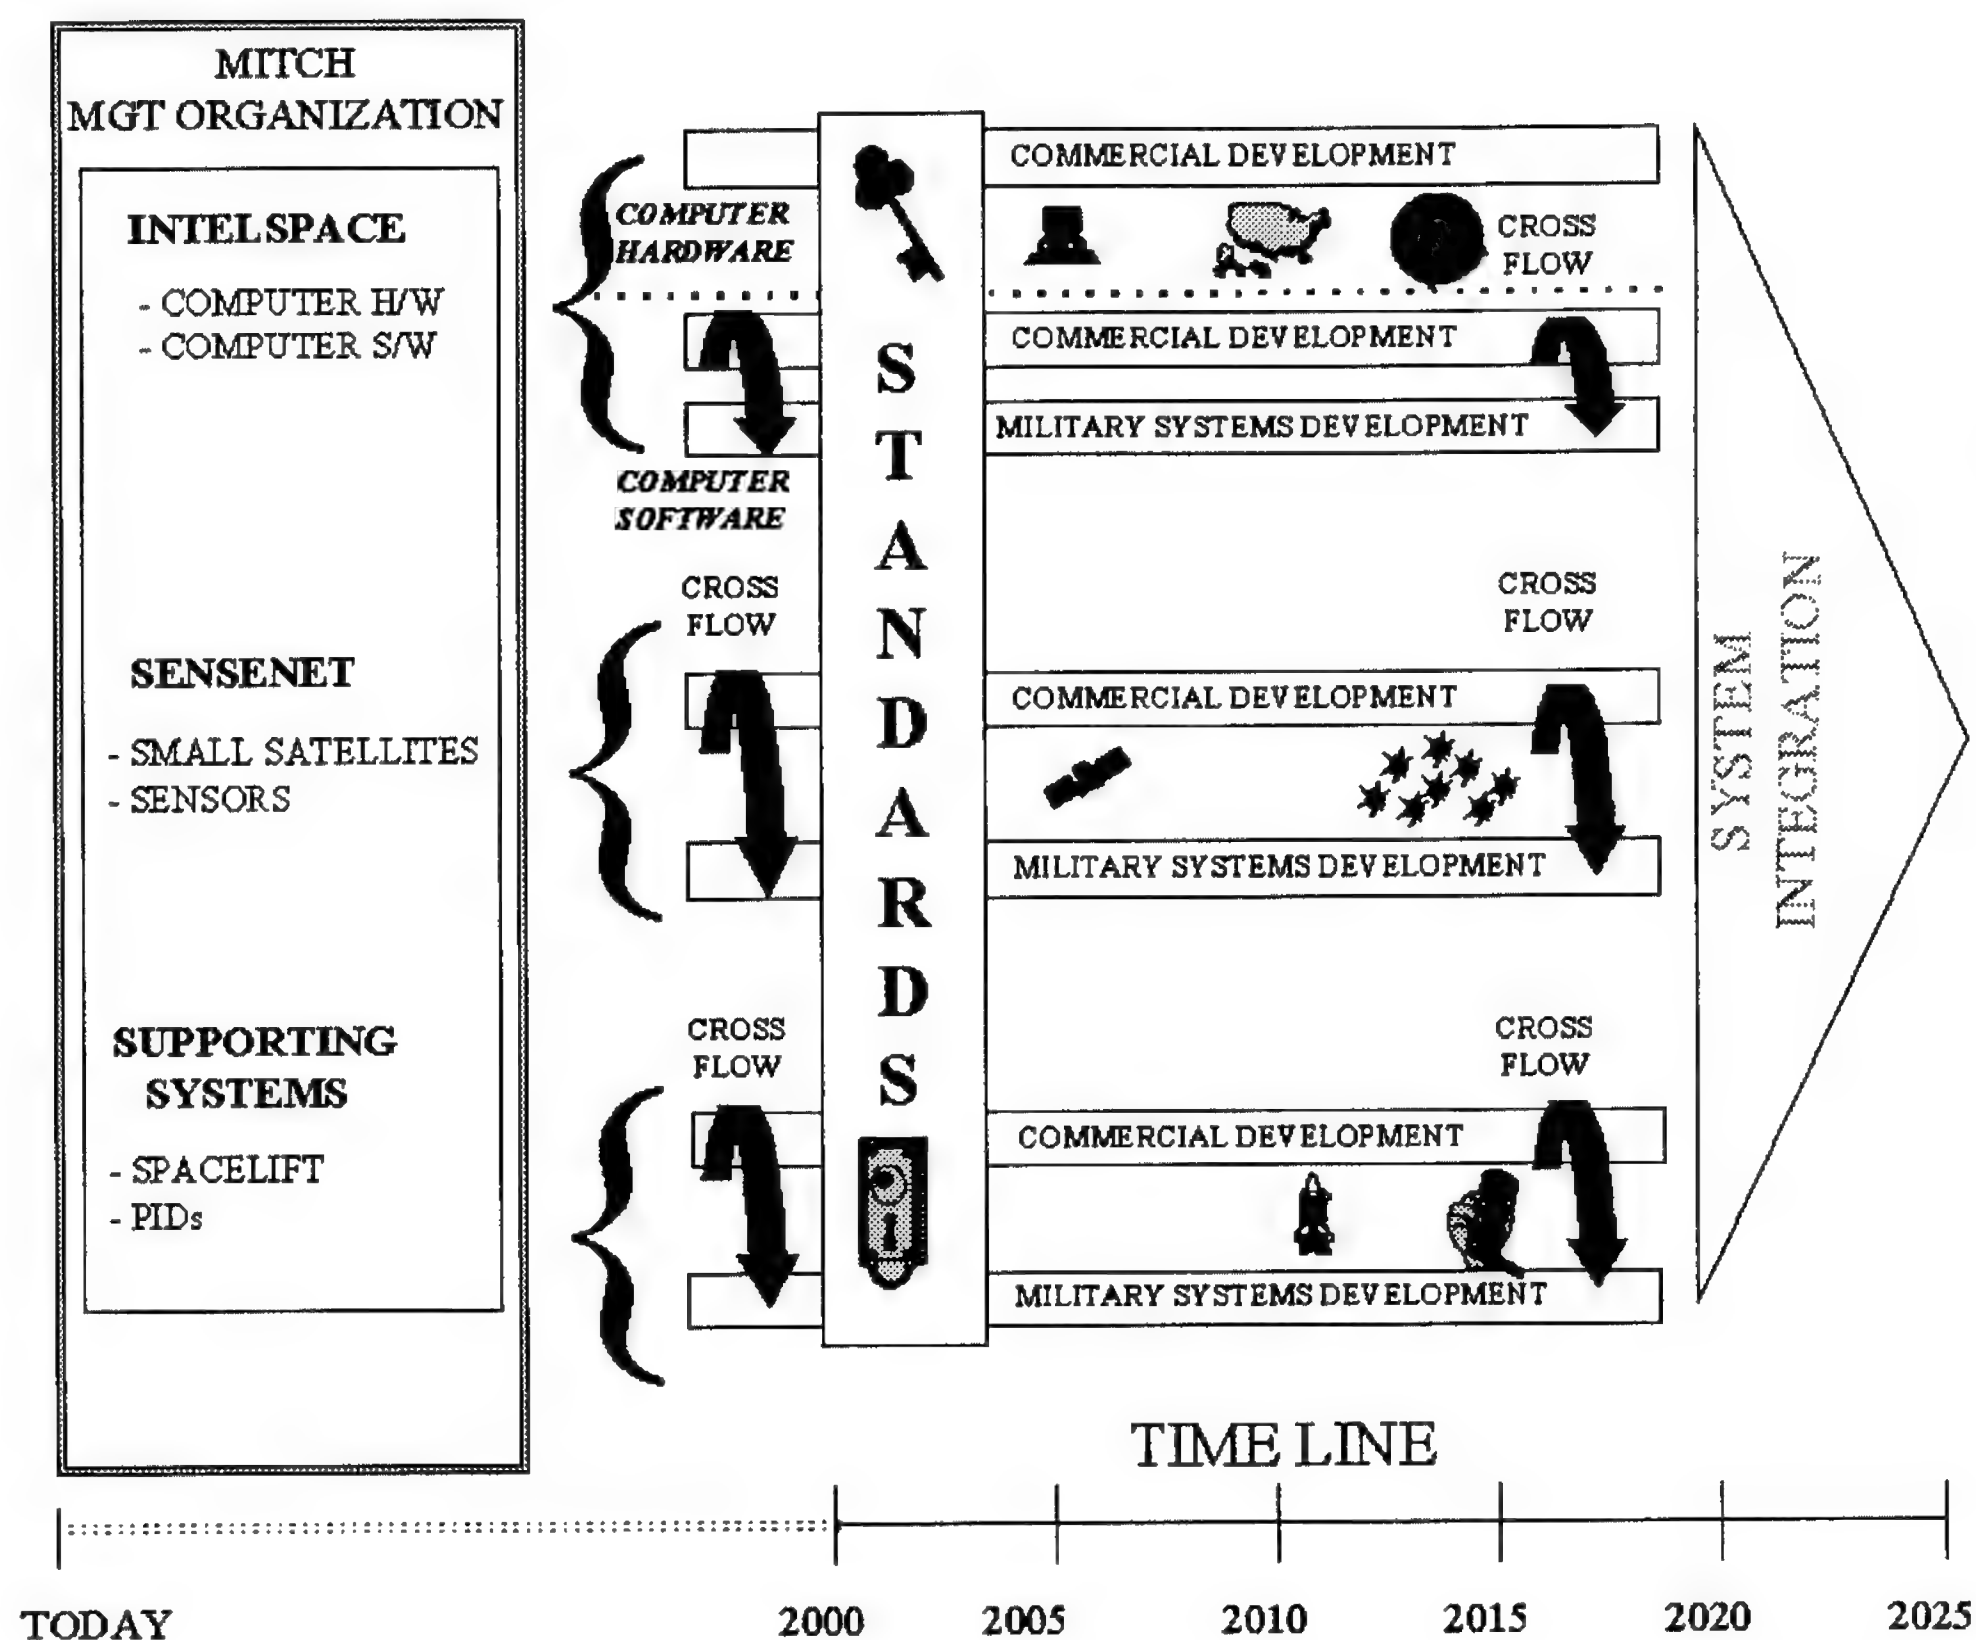 MITCH
MGT ORGANIZATION
INTELSPACE
- COMPUTER H/W
- COMPUTER S/W
SENSENET
- SMALL SATELLITES
- SENSORS
SUPPORTING
SYSTEMS
- SPACELIFT
- PIDs
COMPUTER
HARDWARE
COMPUTER
SOFTWARE
CROSS
FLOW
CROSS
FLOW
STANDARDS
COMMERCIAL DEVELOPMENT
CROSS
FLOW
COMMERCIAL DEVELOPMENT
MILITARY SYSTEMS DEVELOPMENT
CROSS
FLOW
COMMERCIAL DEVELOPMENT
MILITARY SYSTEMS DEVELOPMENT
CROSS
FLOW
COMMERCIAL DEVELOPMENT
MILITARY SYSTEMS DEVELOPMENT
SYSTEM
INTEGRATION
TIME LINE
TODAY 2000 2005 2010 2015 2020 2025